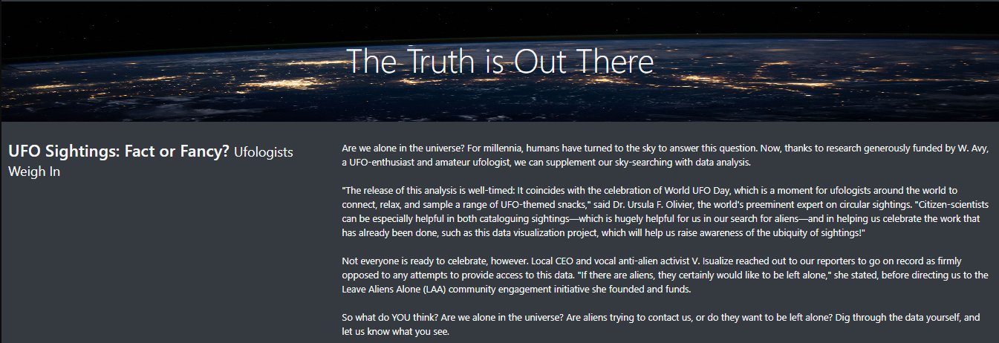 The Truth is Out There
UFO Sightings: Fact or Fancy? Ufologists
Weigh In
Are we alone in the universe? For millennia, humans have turned to the sky to answer this question. Now, thanks to research generously funded by W. Avy,
a UFO-enthusiast and amateur ufologist, we can supplement our sky-searching with data analysis.
"The release of this analysis is well-timed: It coincides with the celebration of World UFO Day, which is a moment for ufologists around the world to
connect, relax, and sample a range of UFO-themed snacks," said Dr. Ursula F. Olivier, the world's preeminent expert on circular sightings. "Citizen-scientists
can be especially helpful in both cataloguing sightings—which is hugely helpful for us in our search for aliens—and in helping us celebrate the work that
has already been done, such as this data visualization project, which will help us raise awareness of the ubiquity of sightings!"
Not everyone is ready to celebrate, however. Local CEO and vocal anti-alien activist V. Isualize reached out to our reporters to go on record as firmly
opposed to any attempts to provide access to this data. "If there are aliens, they certainly would like to be left alone," she stated, before directing us to the
Leave Aliens Alone (LAA) community engagement initiative she founded and funds.
So what do YOU think? Are we alone in the universe? Are aliens trying to contact us, or do they want to be left alone? Dig through the data yourself, and
let us know what you see.